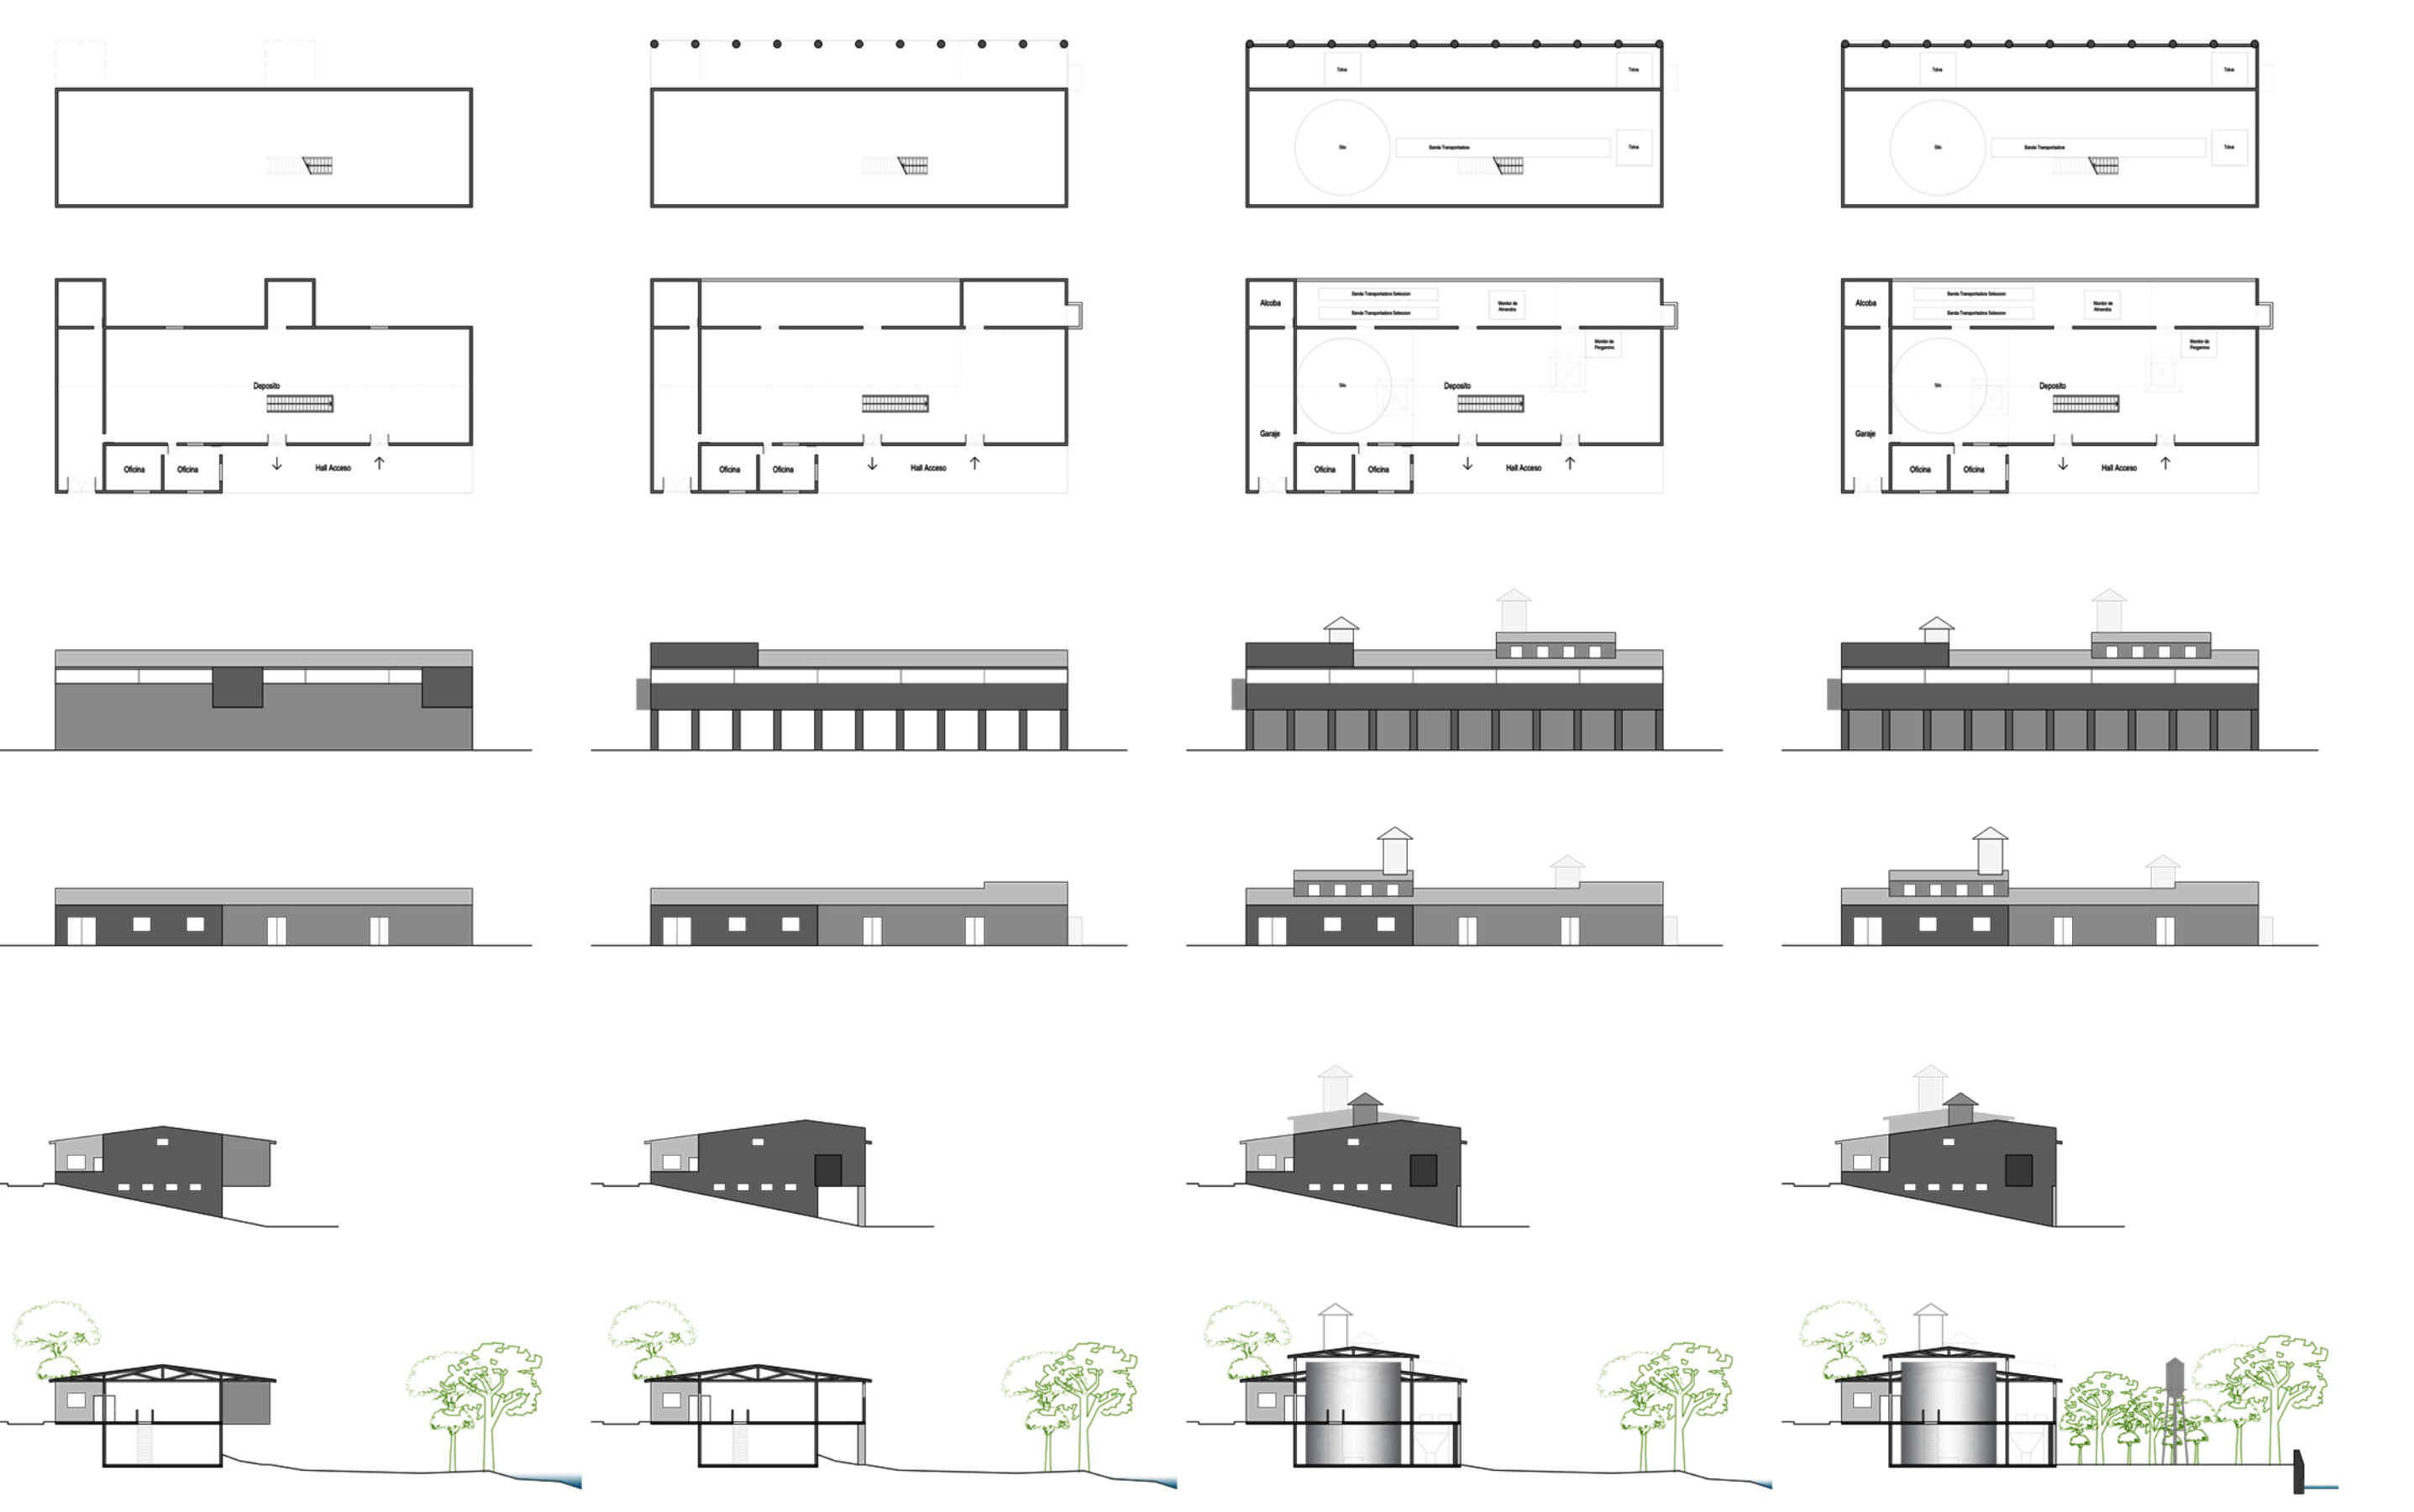 Tolva
Tolva
Silo
Banda Transportadora
Tolva
Tolva
Tolva
Silo
Banda Transportadora
Tolva
Deposito
Oficina
Oficina
Hall Acceso
Oficina
Oficina
Hall Acceso
Alcoba
Banda Transportadora Seleccion
Banda Transportadora Seleccion
Monitor de
Almendra
Monitor de
Pergamino
Silo
Deposito
Garaje
Oficina
Oficina
Hall Acceso
Alcoba
Banda Transportadora Seleccion
Banda Transportadora Seleccion
Monitor de
Almendra
Monitor de
Pergamino
Silo
Deposito
Garaje
Oficina
Oficina
Hall Acceso